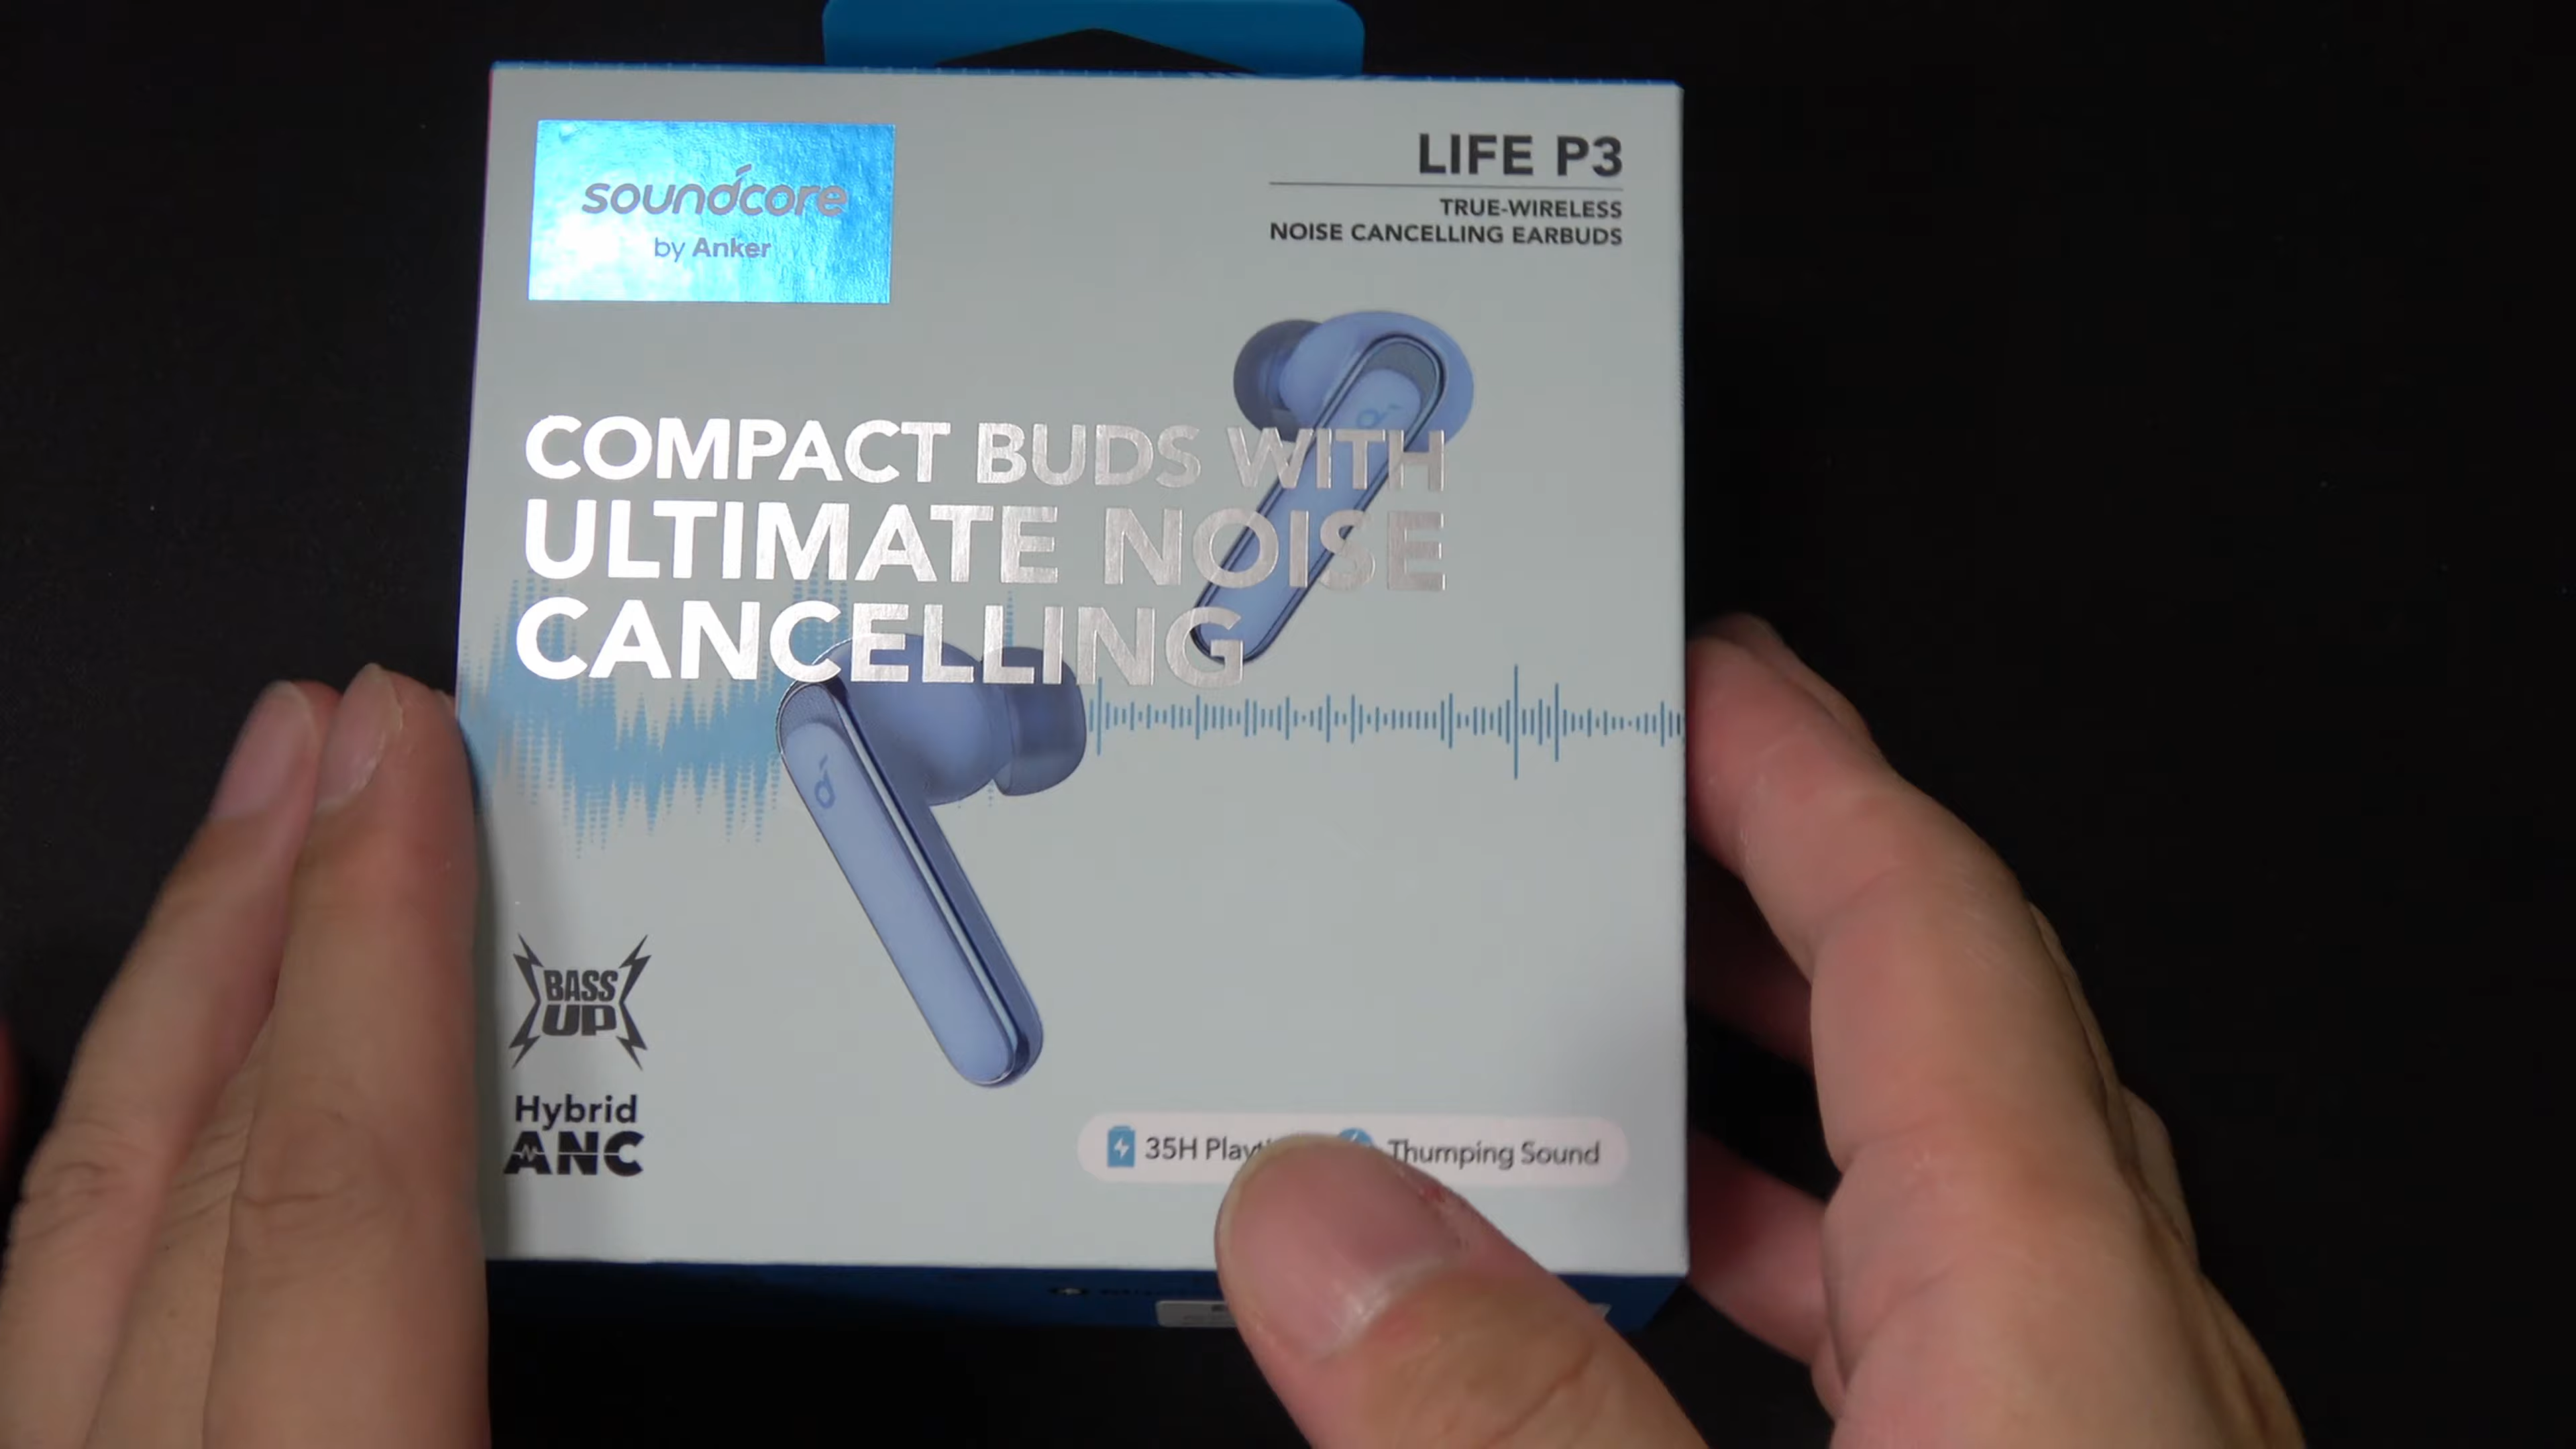 soundcore
by Anker
LIFE P3
TRUE-WIRELESS
NOISE CANCELLING EARBUDS
COMPACT BUDS WITH
ULTIMATE NOISE
CANCELLING
BASS
UP
Hybrid
ANC
35H
Thumping Sound